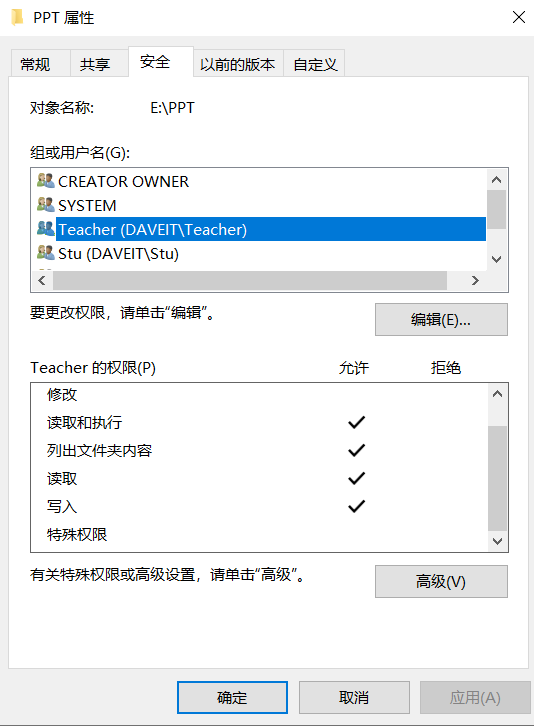 PPT 属性
常规 共享 安全 以前的版本 自定义
对象名称: E:\PPT
组或用户名(G):
CREATOR OWNER
SYSTEM
Teacher (DAVEIT\Teacher)
Stu (DAVEIT\Stu)
要更改权限，请单击“编辑”。
编辑(E)...
Teacher 的权限(P) 允许 拒绝
修改
读取和执行
列出文件夹内容
读取
写入
特殊权限
有关特殊权限或高级设置，请单击“高级”。
高级(V)
确定 取消 应用(A)